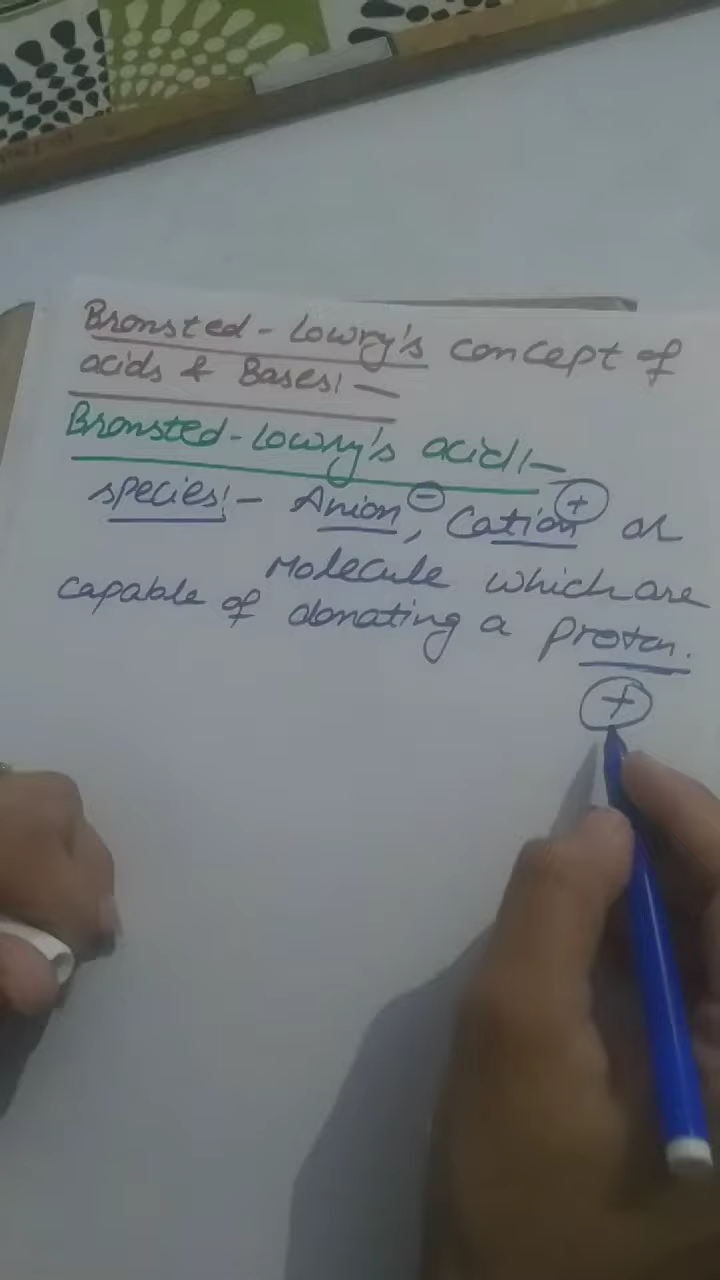 Bronsted-Lowry's concept of
acids & Bases:-
Bronsted-Lowry's acid:-
species:- Anion ⊖, Cation ⊕ or
Molecule which are
capable of donating a proton.
⊕